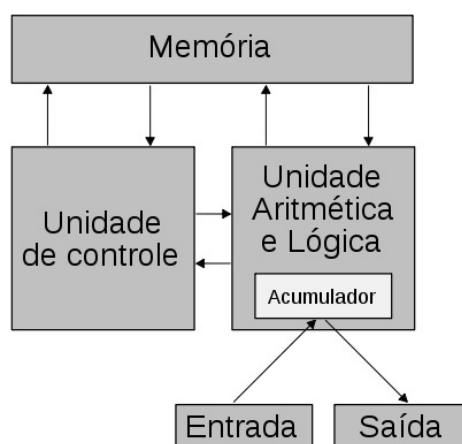 Memória
Unidade
de controle
Unidade
Aritmética
e Lógica
Acumulador
Entrada
Saída